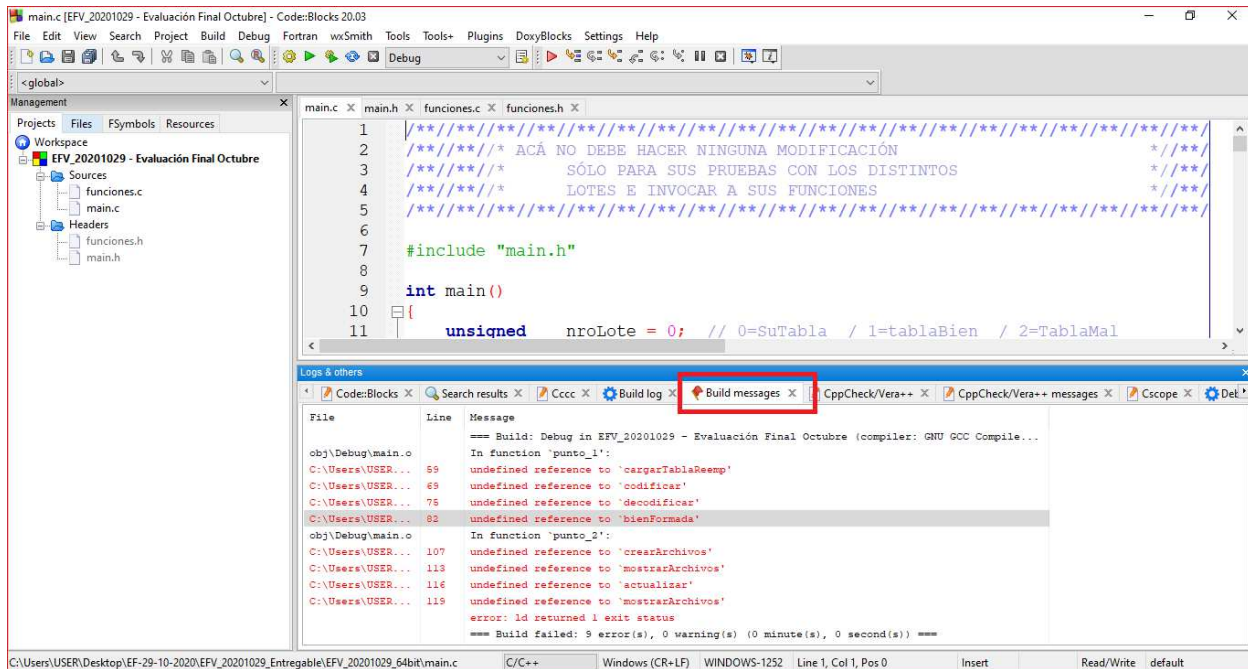 main.c [EFV_20201029 - Evaluación Final Octubre] - Code::Blocks 20.03
File Edit View Search Project Build Debug Fortran wxSmith Tools Tools+ Plugins DoxyBlocks Settings Help
Debug
<global>
Management
Projects Files FSymbols Resources
Workspace
EFV_20201029 - Evaluación Final Octubre
Sources
funciones.c
main.c
Headers
funciones.h
main.h
main.c X main.h X funciones.c X funciones.h X
1 /**//**//**//**//**//**//**//**//**//**//**//**//**//**//**//**//**//**//**//**/
2 /**//**//* ACÁ NO DEBE HACER NINGUNA MODIFICACIÓN *//**/
3 /**//**//* SÓLO PARA SUS PRUEBAS CON LOS DISTINTOS *//**/
4 /**//**//* LOTES E INVOCAR A SUS FUNCIONES *//**/
5 /**//**//**//**//**//**//**//**//**//**//**//**//**//**//**//**//**//**//**//**/
6
7 #include "main.h"
8
9 int main()
10 {
11 unsigned nroLote = 0; // 0=SuTabla / 1=tablaBien / 2=TablaMal
Logs & others
Code::Blocks X Search results X Cccc X Build log X Build messages X CppCheck/Vera++ X CppCheck/Vera++ messages X Cscope X
File Line Message
=== Build: Debug in EFV_20201029 - Evaluación Final Octubre (compiler: GNU GCC Compile...
obj\Debug\main.o In function `punto_1':
C:\Users\USER... 59 undefined reference to `cargarTablaReemp'
C:\Users\USER... 69 undefined reference to `codificar'
C:\Users\USER... 75 undefined reference to `decodificar'
C:\Users\USER... 82 undefined reference to `bienFormada'
obj\Debug\main.o In function `punto_2':
C:\Users\USER... 107 undefined reference to `crearArchivos'
C:\Users\USER... 113 undefined reference to `mostrarArchivos'
C:\Users\USER... 116 undefined reference to `actualizar'
C:\Users\USER... 119 undefined reference to `mostrarArchivos'
error: ld returned 1 exit status
=== Build failed: 9 error(s), 0 warning(s) (0 minute(s), 0 second(s)) ===
C:\Users\USER\Desktop\EF-29-10-2020\EFV_20201029_Entregable\EFV_20201029_64bit\main.c C/C++ Windows (CR+LF) WINDOWS-1252 Line 1, Col 1, Pos 0 Insert Read/Write default